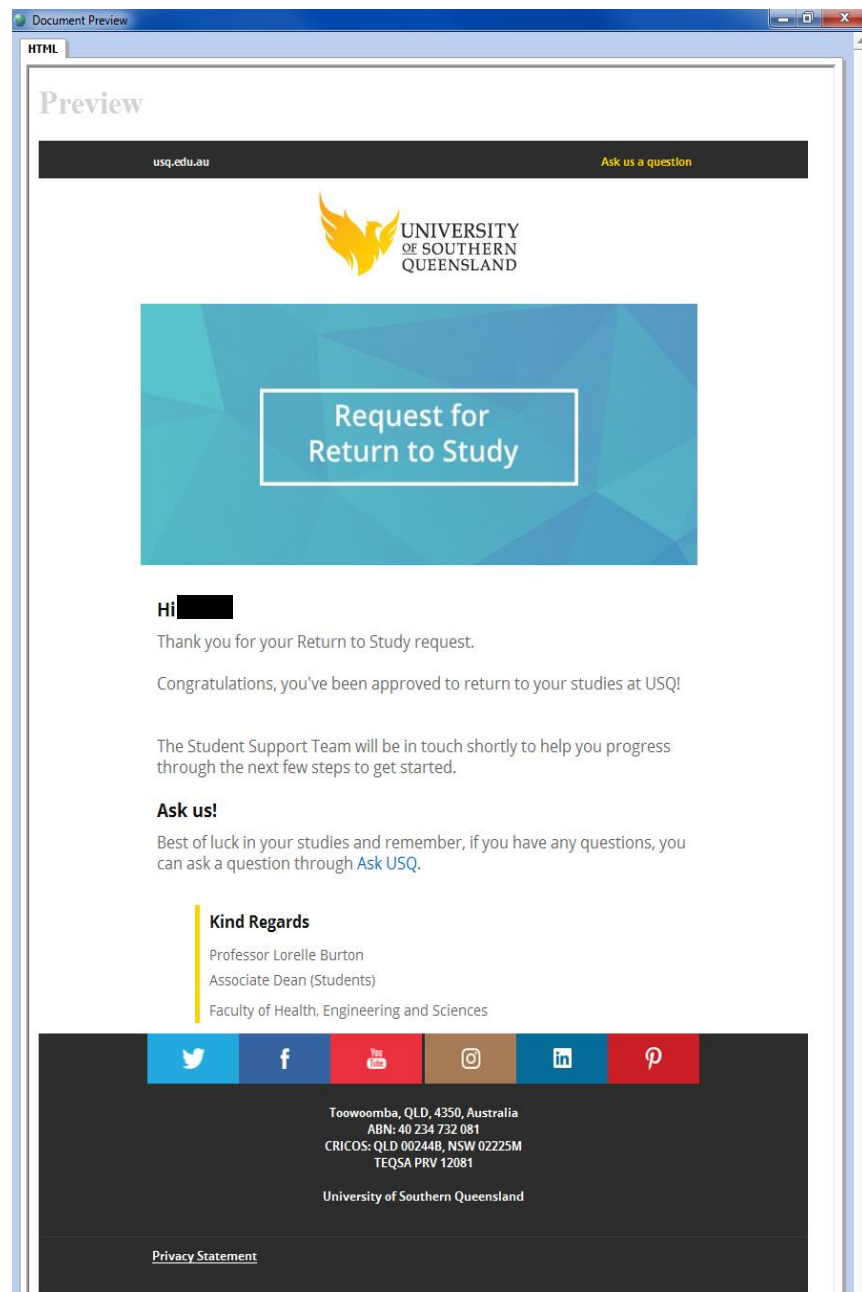 Document Preview
HTML
Preview
usq.edu.au
Ask us a question
UNIVERSITY
OF SOUTHERN
QUEENSLAND
Request for
Return to Study
Hi
Thank you for your Return to Study request.
Congratulations, you've been approved to return to your studies at USQ!
The Student Support Team will be in touch shortly to help you progress
through the next few steps to get started.
Ask us!
Best of luck in your studies and remember, if you have any questions, you
can ask a question through Ask USQ.
Kind Regards
Professor Lorelle Burton
Associate Dean (Students)
Faculty of Health, Engineering and Sciences
f
You
Tube
in
Toowoomba, QLD, 4350, Australia
ABN: 40 234 732 081
CRICOS: QLD 00244B, NSW 02225M
TEQSA PRV 12081
University of Southern Queensland
Privacy Statement